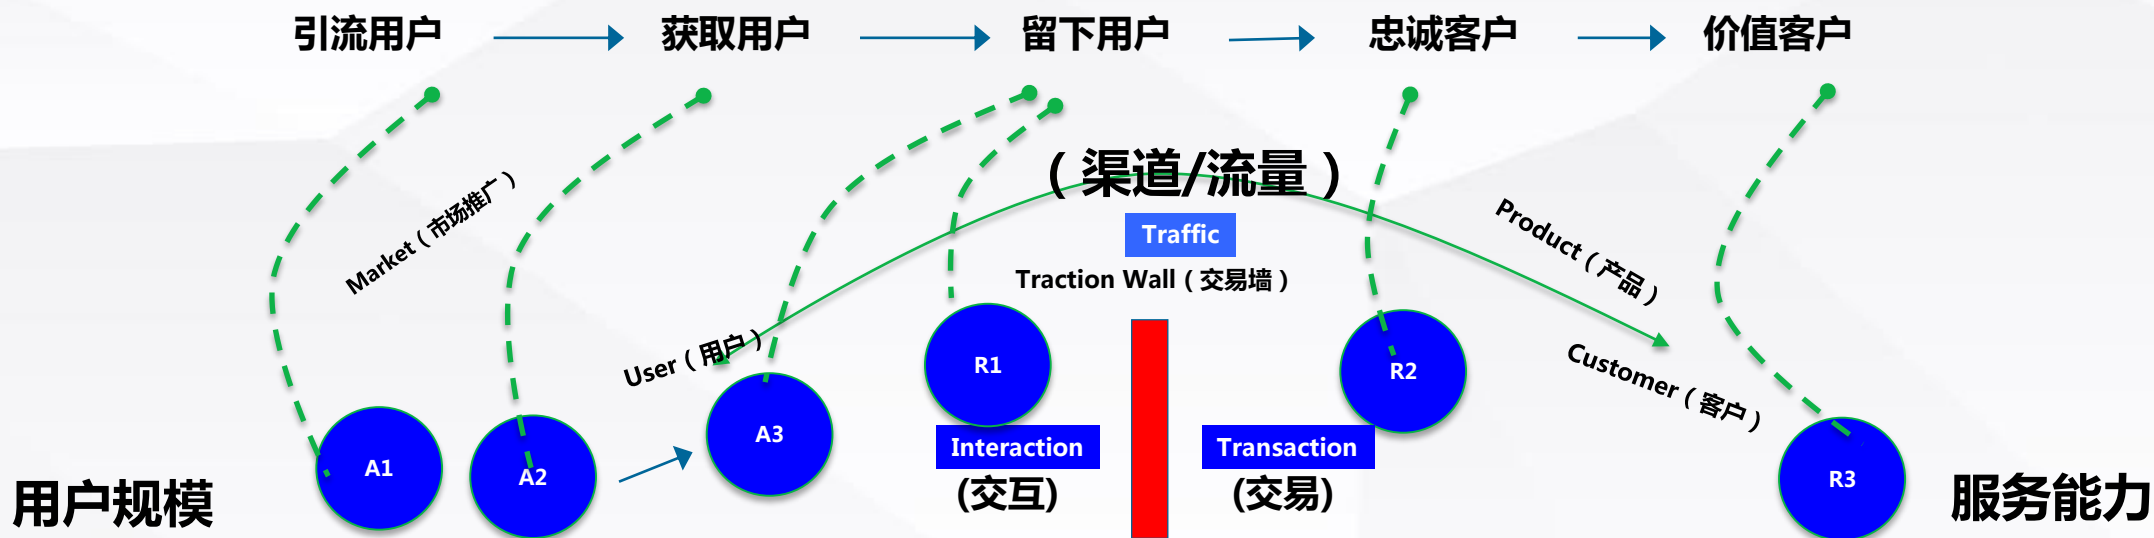 引流用户
获取用户
留下用户
忠诚客户
价值客户
（渠道/流量）
Market（市场推广）
Traffic
Product（产品）
Traction Wall（交易墙）
User（用户）
R1
R2
Customer（客户）
A3
Interaction
Transaction
A1
A2
R3
(交互)
(交易)
用户规模
服务能力